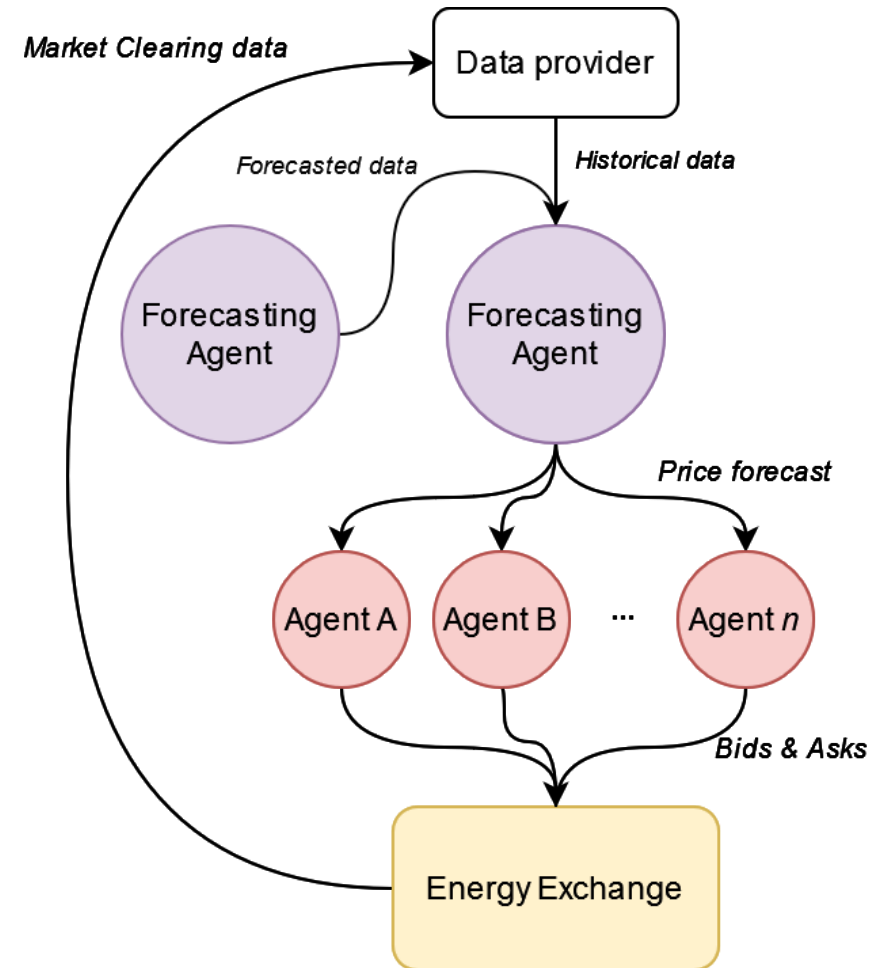 Market Clearing data
Data provider
Forecasted data
Historical data
Forecasting
Agent
Forecasting
Agent
Price forecast
Agent A
Agent B
...
Agent n
Bids & Asks
Energy Exchange